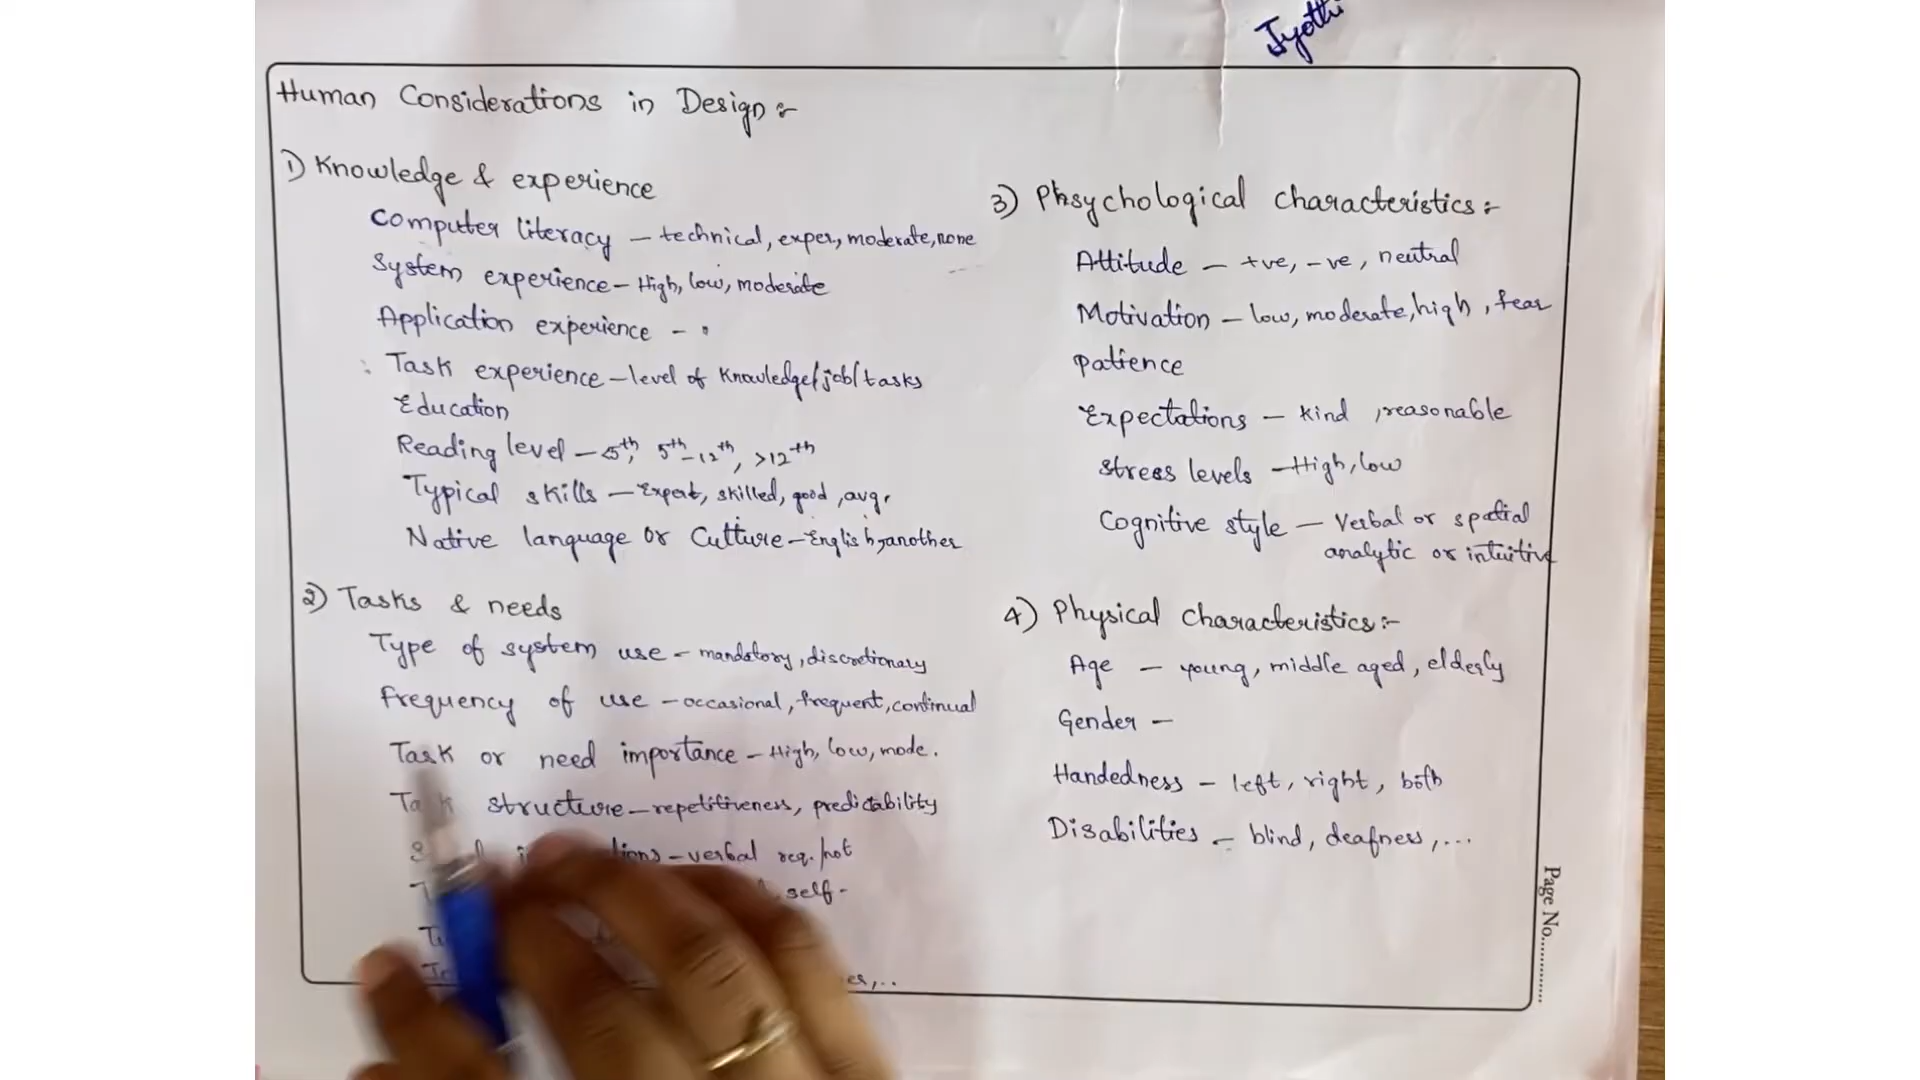 Jyothi
Human Considerations in Design :-
1) Knowledge & experience
Computer literacy - technical, exper, moderate, none
System experience - High, low, moderate
Application experience - "
Task experience - level of knowledge/job/tasks
Education
Reading level - <5th, 5th-12th, >12th
Typical skills - Expert, skilled, good, avg.
Native language or Culture - English, another
2) Tasks & needs
Type of system use - mandatory, discretionary
Frequency of use - occasional, frequent, continual
Task or need importance - High, low, mode.
Task structure - repetitiveness, predictability
- verbal req./not
self-
3) Phsychological characteristics :-
Attitude - +ve, -ve, neutral
Motivation - low, moderate, high, fear
patience
Expectations - kind, reasonable
stress levels - High, low
Cognitive style - Verbal or spatial
analytic or intuitive
4) Physical characteristics :-
Age - young, middle aged, elderly
Gender -
Handedness - left, right, both
Disabilities - blind, deafness, ...
Page No............